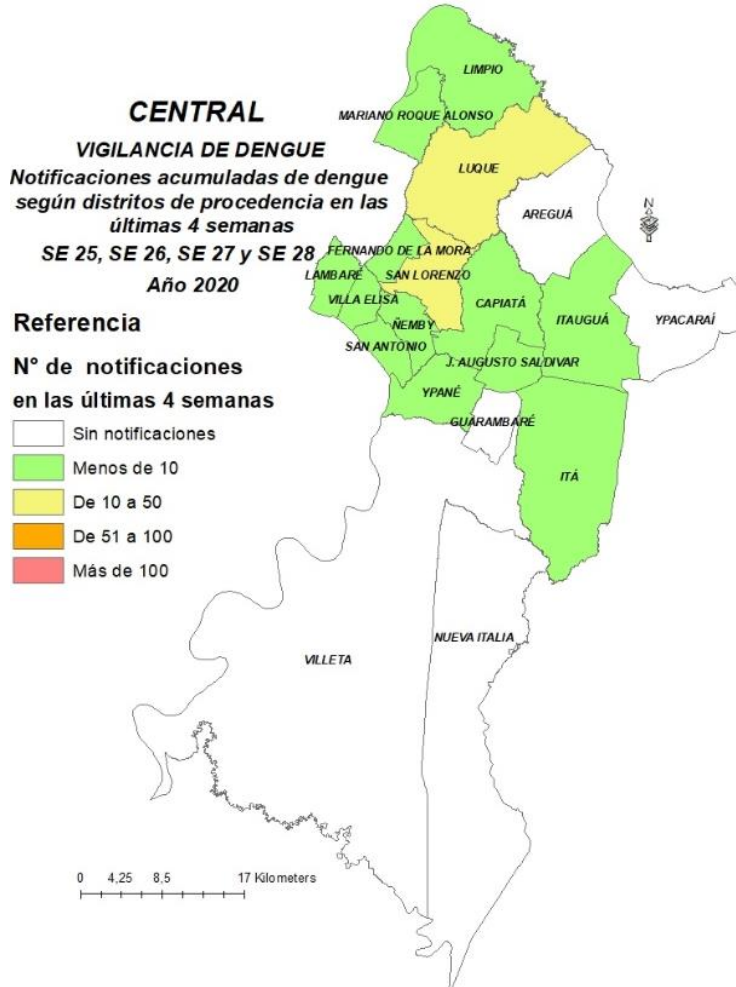 CENTRAL
VIGILANCIA DE DENGUE
Notificaciones acumuladas de dengue
según distritos de procedencia en las
últimas 4 semanas
SE 25, SE 26, SE 27 y SE 28
Año 2020
Referencia
N° de notificaciones
en las últimas 4 semanas
Sin notificaciones
Menos de 10
De 10 a 50
De 51 a 100
Más de 100
LIMPIO
MARIANO ROQUE ALONSO
LUQUE
AREGUÁ
N
FERNANDO DE LA MORA
LAMBARÉ
SAN LORENZO
VILLA ELISA
CAPIATÁ
ITAUGUÁ
YPACARAÍ
ÑEMBY
SAN ANTONIO
J. AUGUSTO SALDIVAR
YPANÉ
GUARAMBARÉ
ITÁ
NUEVA ITALIA
VILLETA
0 4,25 8,5 17 Kilometers